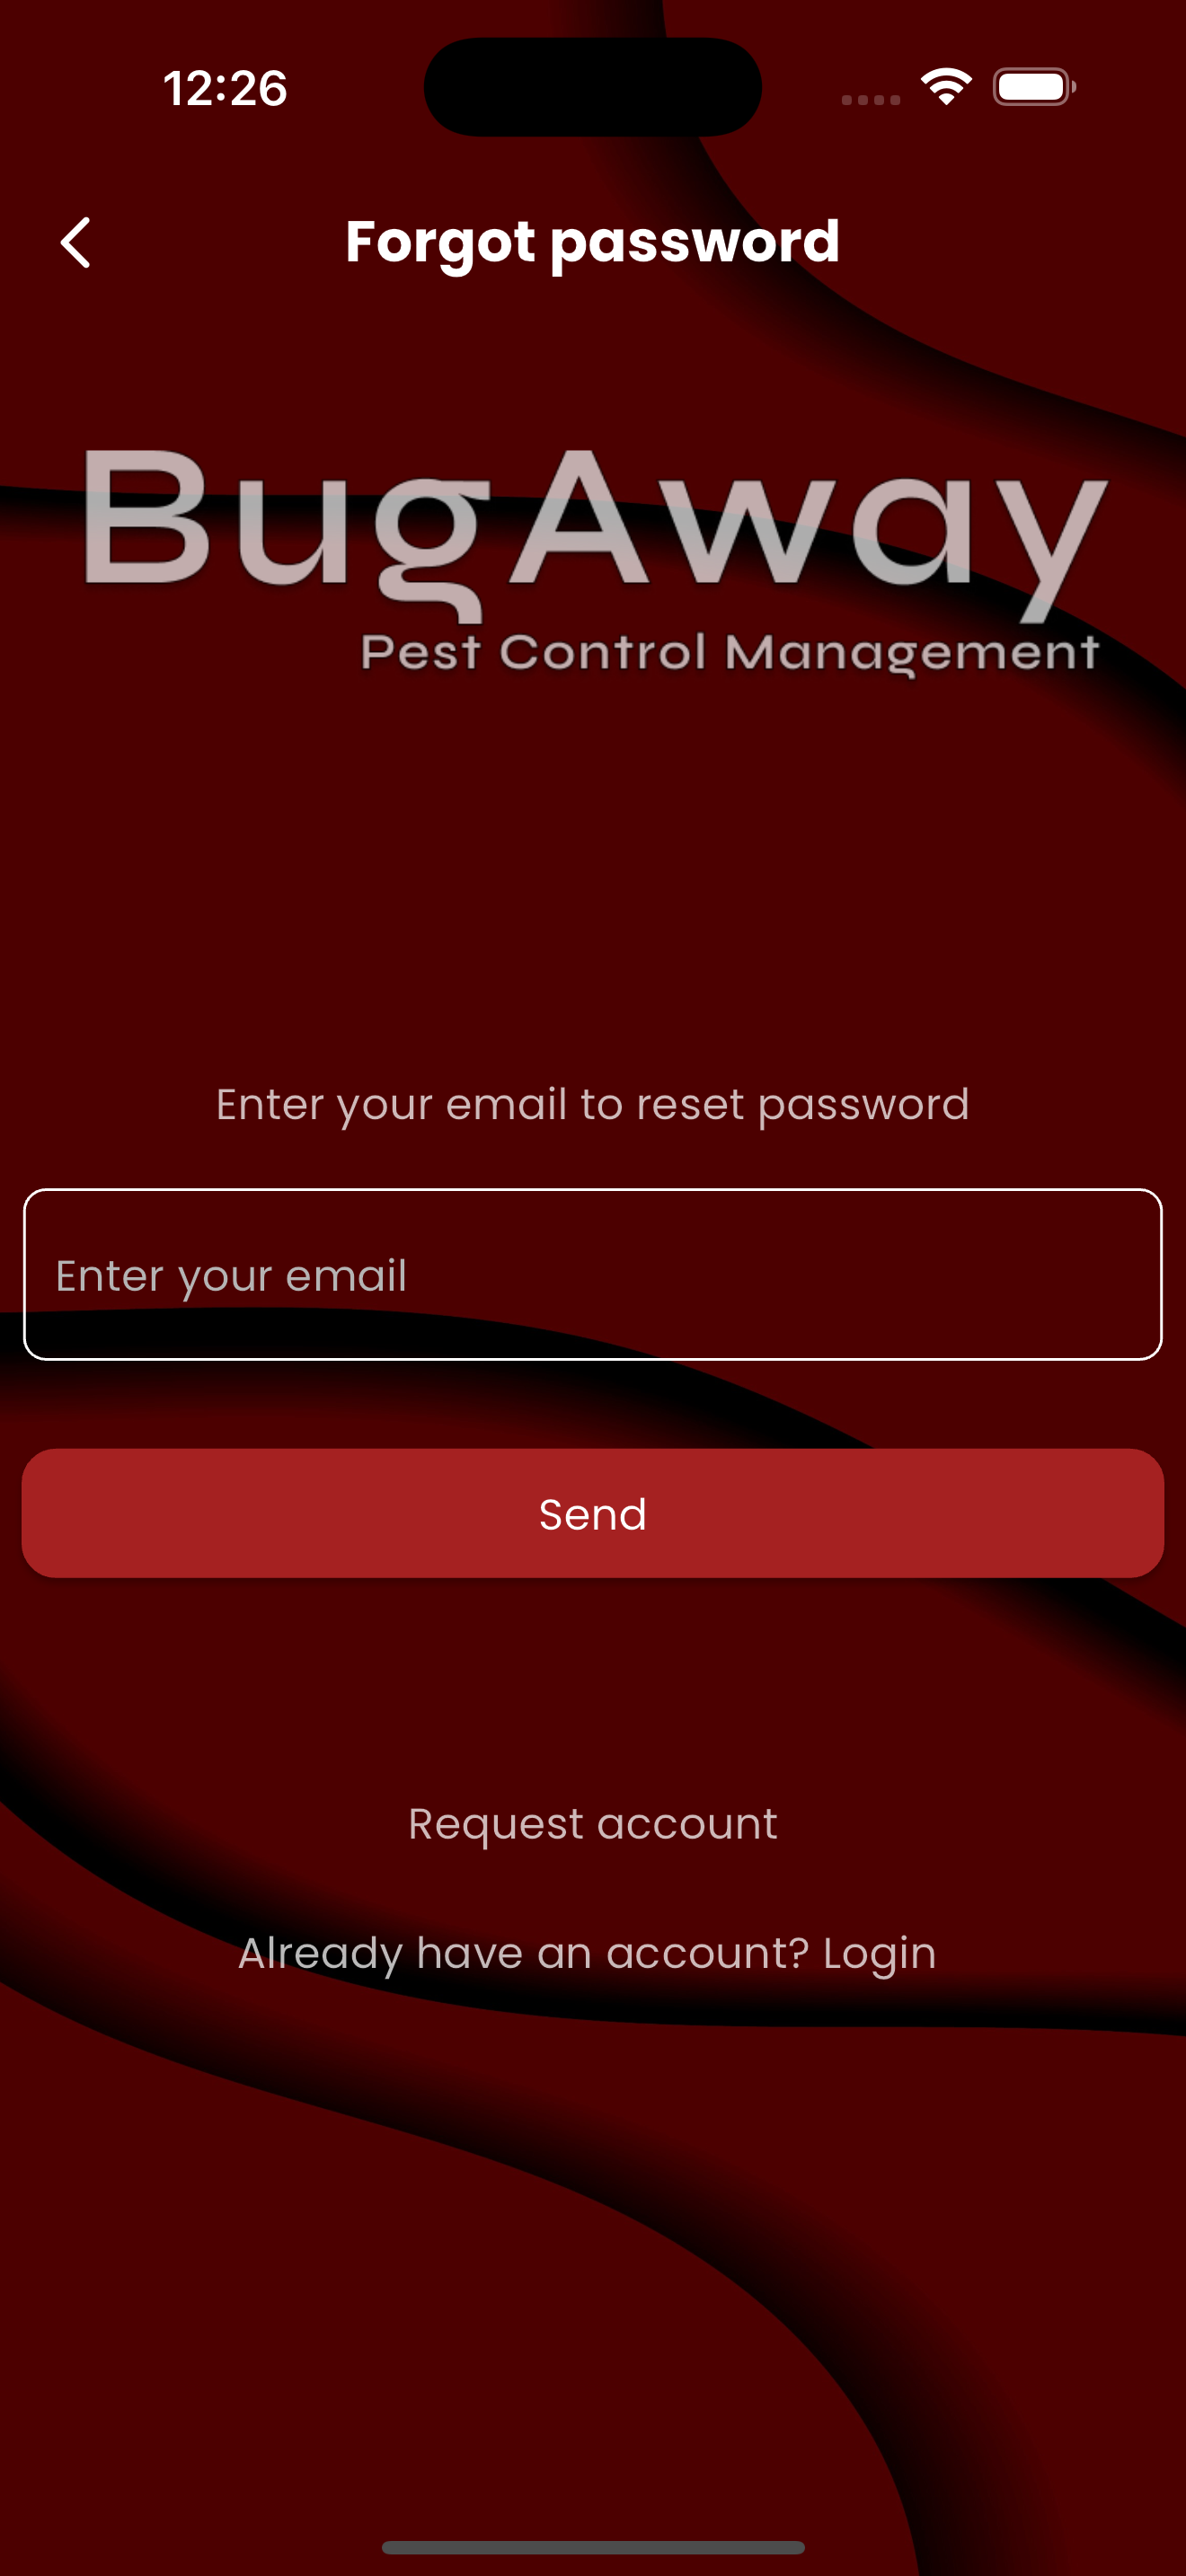 12:26
Forgot password
BugAway
Pest Control Management
Enter your email to reset password
Enter your email
Send
Request account
Already have an account? Login